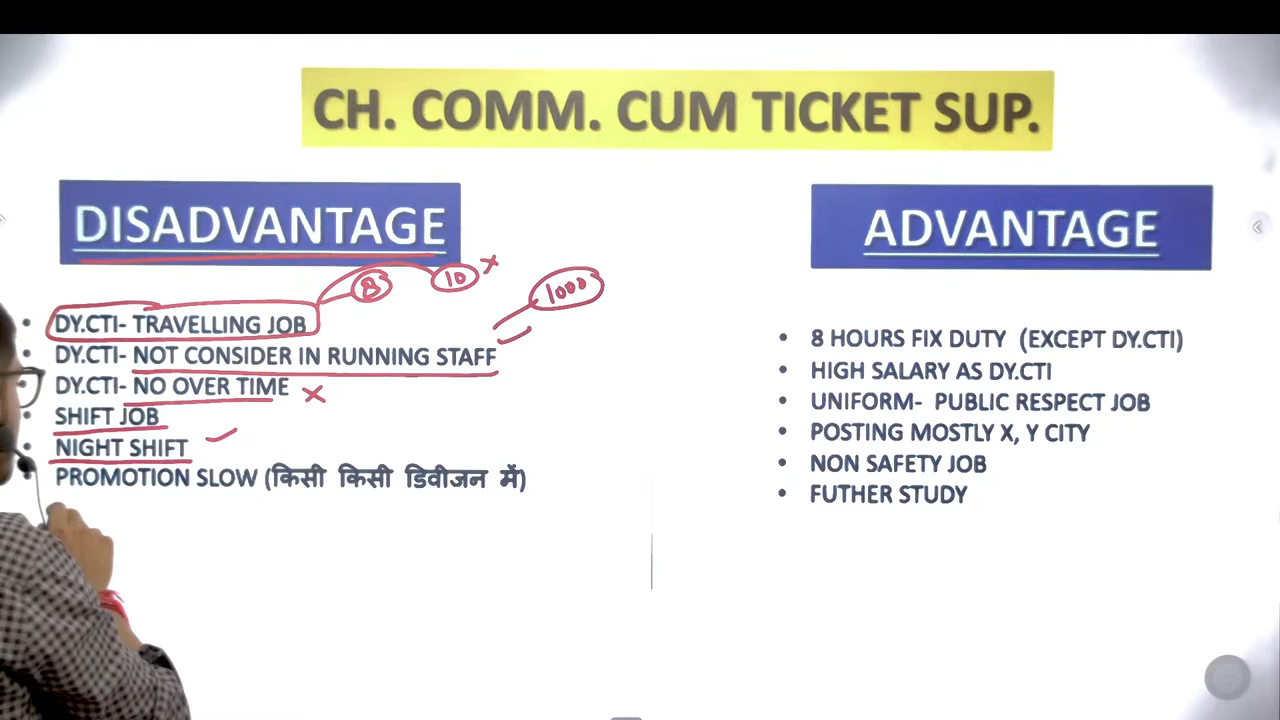 CH. COMM. CUM TICKET SUP.
DISADVANTAGE
8
10
1000
DY.CTI- TRAVELLING JOB
DY.CTI- NOT CONSIDER IN RUNNING STAFF
DY.CTI- NO OVER TIME
SHIFT JOB
NIGHT SHIFT
PROMOTION SLOW (किसी किसी डिवीजन में)
ADVANTAGE
8 HOURS FIX DUTY (EXCEPT DY.CTI)
HIGH SALARY AS DY.CTI
UNIFORM- PUBLIC RESPECT JOB
POSTING MOSTLY X, Y CITY
NON SAFETY JOB
FUTHER STUDY